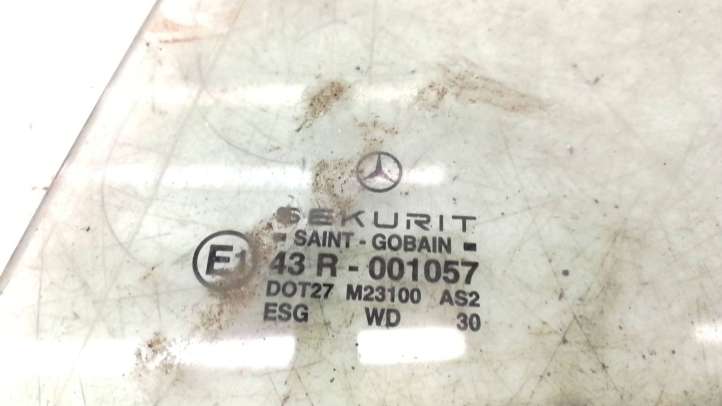 SEKURIT
SAINT - GOBAIN
E1 43 R - 001057
DOT27 M23100 AS2
ESG WD 30